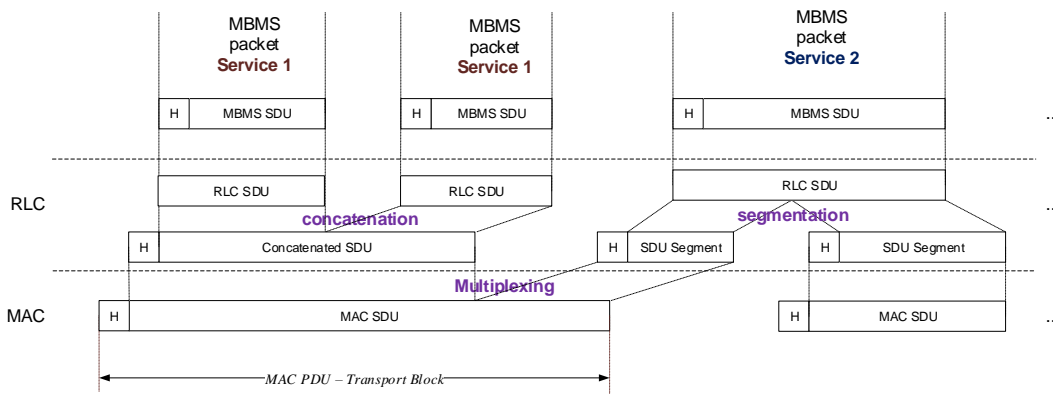 MBMS
packet
Service 1
MBMS
packet
Service 1
MBMS
packet
Service 2
H MBMS SDU H MBMS SDU H MBMS SDU ..
RLC
RLC SDU RLC SDU RLC SDU
concatenation segmentation ..
H Concatenated SDU H SDU Segment H SDU Segment
Multiplexing
MAC
H MAC SDU H MAC SDU ..
MAC PDU – Transport Block